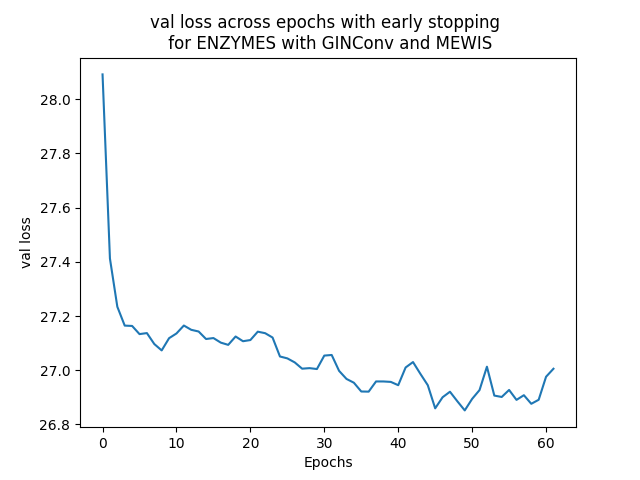 val loss across epochs with early stopping
for ENZYMES with GINConv and MEWIS
28.0
27.8
27.6
27.4
27.2
27.0
26.8
val loss
0 10 20 30 40 50 60
Epochs